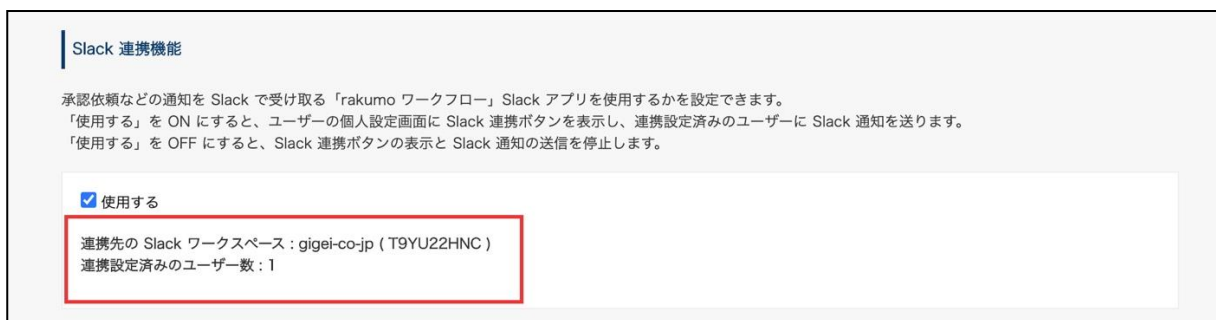 Slack 連携機能
承認依頼などの通知を Slack で受け取る「rakumo ワークフロー」Slack アプリを使用するかを設定できます。
「使用する」を ON にすると、ユーザーの個人設定画面に Slack 連携ボタンを表示し、連携設定済みのユーザーに Slack 通知を送ります。
「使用する」を OFF にすると、Slack 連携ボタンの表示と Slack 通知の送信を停止します。
使用する
連携先の Slack ワークスペース : gigei-co-jp ( T9YU22HNC )
連携設定済みのユーザー数 : 1